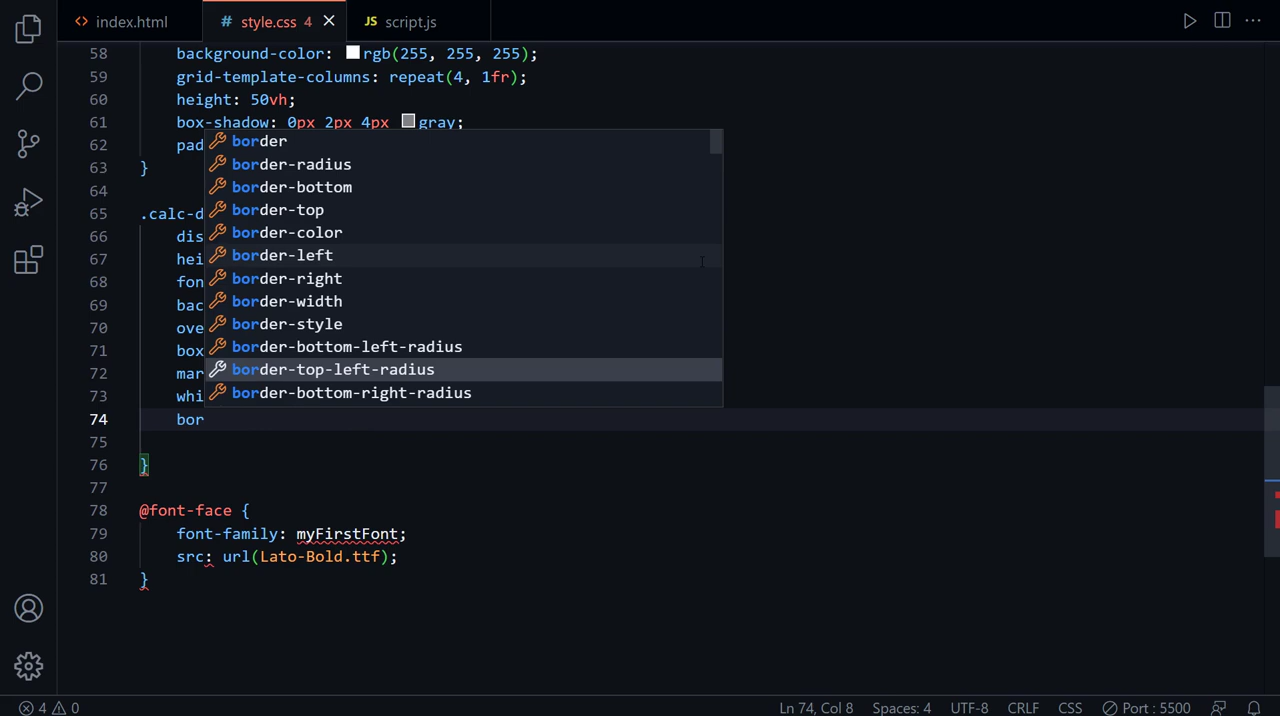 <> index.html
# style.css 4 ×
JS script.js
58 background-color: rgb(255, 255, 255);
59 grid-template-columns: repeat(4, 1fr);
60 height: 50vh;
61 box-shadow: 0px 2px 4px gray;
62 pad
63 }
64
65 .calc-d
66 dis
67 hei
68 fon
69 bac
70 ove
71 box
72 mar
73 whi
74 bor
75
76 }
77
78 @font-face {
79 font-family: myFirstFont;
80 src: url(Lato-Bold.ttf);
81 }
border
border-radius
border-bottom
border-top
border-color
border-left
border-right
border-width
border-style
border-bottom-left-radius
border-top-left-radius
border-bottom-right-radius
4 0
Ln 74, Col 8 Spaces: 4 UTF-8 CRLF CSS Port : 5500